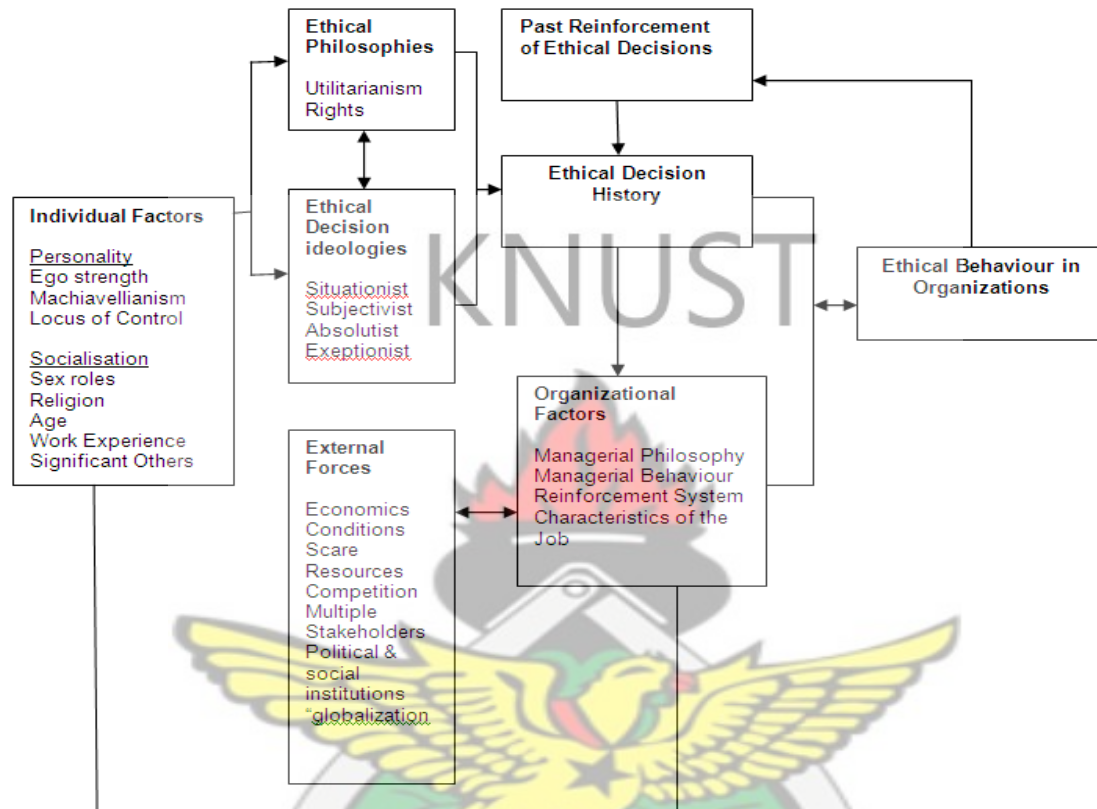 Ethical
Philosophies
Utilitarianism
Rights
Past Reinforcement
of Ethical Decisions
Ethical Decision
History
Individual Factors
Personality
Ego strength
Machiavellianism
Locus of Control
Socialisation
Sex roles
Religion
Age
Work Experience
Significant Others
Ethical
Decision
ideologies
Situationist
Subjectivist
Absolutist
Exeptionist
KNUST
Ethical Behaviour in
Organizations
Organizational
Factors
Managerial Philosophy
Managerial Behaviour
Reinforcement System
Characteristics of the
Job
External
Forces
Economics
Conditions
Scare
Resources
Competition
Multiple
Stakeholders
Political &
social
institutions
“globalization